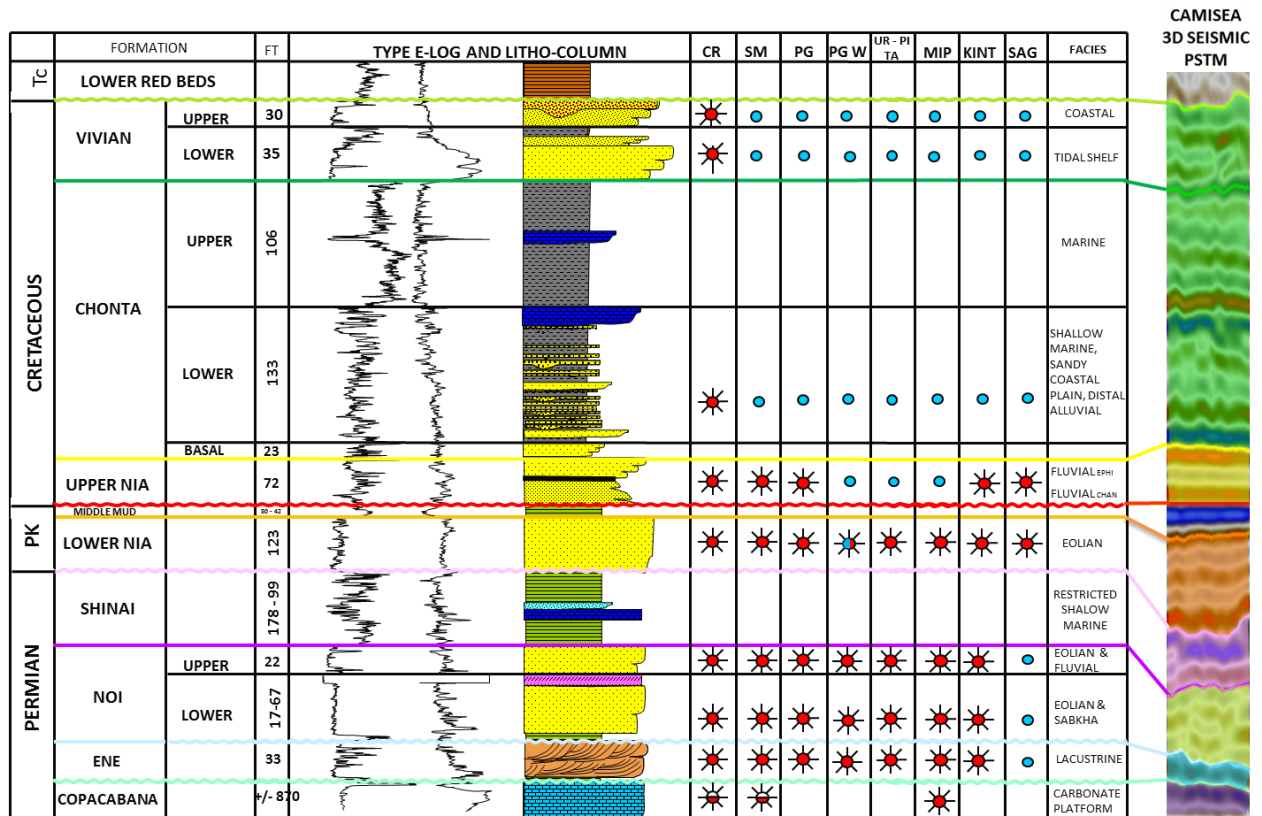 CAMISEA
3D SEISMIC
PSTM
FORMATION FT TYPE E-LOG AND LITHO-COLUMN CR SM PG PG W UR - PI TA MIP KINT SAG FACIES
Tc
LOWER RED BEDS
CRETACEOUS
VIVIAN
UPPER 30 COASTAL
LOWER 35 TIDAL SHELF
CHONTA
UPPER 106 MARINE
LOWER 133
SHALLOW
MARINE,
SANDY
COASTAL
PLAIN, DISTAL
ALLUVIAL
BASAL 23
UPPER NIA 72
FLUVIAL EPHI
FLUVIAL CHAN
PK
MIDDLE MUD 80 - 42
LOWER NIA 123 EOLIAN
PERMIAN
SHINAI 178 - 99
RESTRICTED
SHALOW
MARINE
NOI
UPPER 22
EOLIAN &
FLUVIAL
LOWER 17-67
EOLIAN &
SABKHA
ENE 33 LACUSTRINE
COPACABANA +/- 870
CARBONATE
PLATFORM